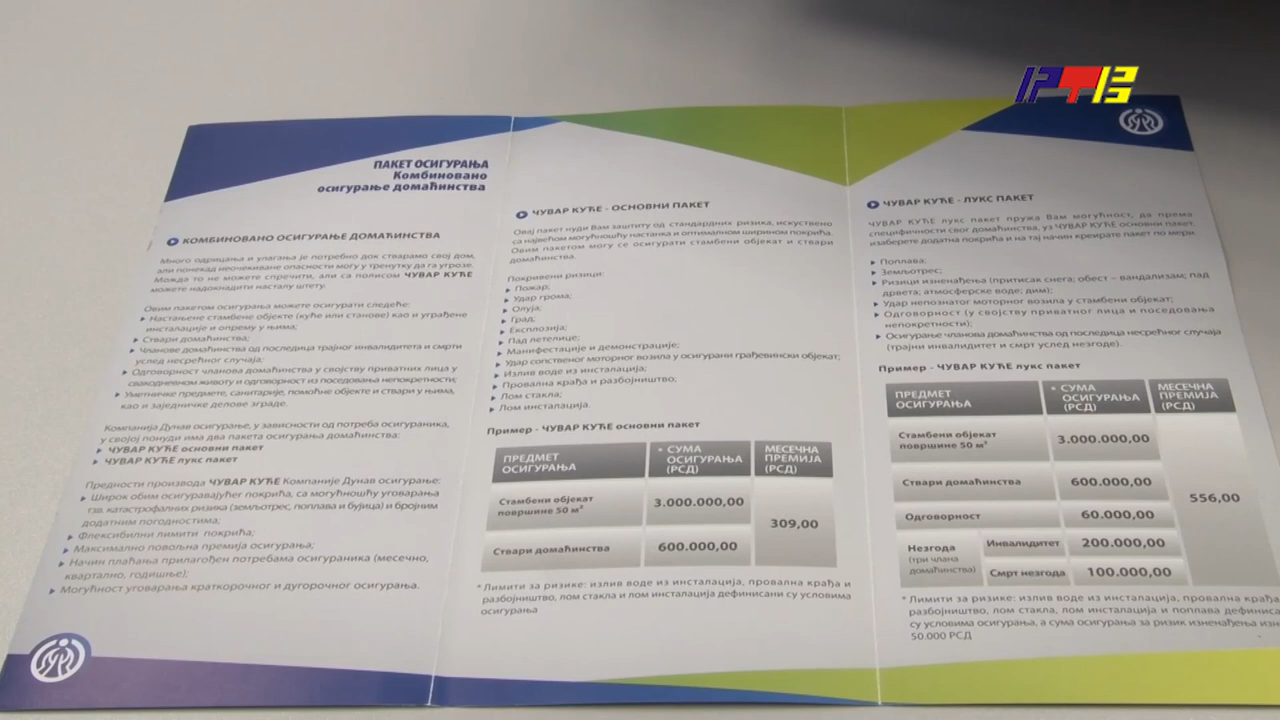 РТВ
ПАКЕТ ОСИГУРАЊА
Комбиновано
осигурање домаћинства
КОМБИНОВАНО ОСИГУРАЊЕ ДОМАЋИНСТВА
Много одрицања и улагања је потребно док стварамо свој дом,
али понекад неочекиване опасности могу у тренутку да га угрозе.
Можда то не можете спречити, али са полисом ЧУВАР КУЋЕ
можете надокнадити насталу штету.
Овим пакетом осигурања можете осигурати следеће:
Настањене стамбене објекте (куће или станове) као и уграђене
инсталације и опрему у њима;
Ствари домаћинства;
Чланове домаћинства од последица трајног инвалидитета и смрти
услед несрећног случаја;
Одговорност чланова домаћинства у својству приватних лица у
свакодневном животу и одговорност из поседовања непокретности;
Уметничке предмете, санитарије, помоћне објекте и ствари у њима,
као и заједничке делове зграде.
Компанија Дунав осигурање, у зависности од потреба осигураника,
у својој понуди има два пакета осигурања домаћинства:
ЧУВАР КУЋЕ основни пакет
ЧУВАР КУЋЕ лукс пакет
Предности производа ЧУВАР КУЋЕ Компаније Дунав осигурање:
Широк обим осигуравајућег покрића, са могућношћу уговарања
тзв. катастрофалних ризика (земљотрес, поплава и бујица) и бројним
додатним погодностима;
Флексибилни лимити покрића;
Максимално повољна премија осигурања;
Начин плаћања прилагођен потребама осигураника (месечно,
квартално, годишње);
Могућност уговарања краткорочног и дугорочног осигурања.
ЧУВАР КУЋЕ - ОСНОВНИ ПАКЕТ
Овај пакет нуди Вам заштиту од стандардних ризика, искуствено
са највећом могућношћу настанка и оптималном ширином покрића.
Овим пакетом могу се осигурати стамбени објекат и ствари
домаћинства.
Покривени ризици:
Пожар;
Удар грома;
Олуја;
Град;
Експлозија;
Пад летелице;
Манифестације и демонстрације;
Удар сопственог моторног возила у осигурани грађевински објекат;
Излив воде из инсталација;
Провална крађа и разбојништво;
Лом стакла;
Лом инсталација.
Пример - ЧУВАР КУЋЕ основни пакет
ПРЕДМЕТ ОСИГУРАЊА
* СУМА ОСИГУРАЊА (РСД)
МЕСЕЧНА ПРЕМИЈА (РСД)
Стамбени објекат површине 50 м²
3.000.000,00
309,00
Ствари домаћинства
600.000,00
* Лимити за ризике: излив воде из инсталација, провална крађа и
разбојништво, лом стакла и лом инсталација дефинисани су условима
осигурања
ЧУВАР КУЋЕ - ЛУКС ПАКЕТ
ЧУВАР КУЋЕ лукс пакет пружа Вам могућност, да према
специфичности свог домаћинства, уз ЧУВАР КУЋЕ основни пакет,
изаберете додатна покрића и на тај начин креирате пакет по мери.
Поплава;
Земљотрес;
Ризици изненађења (притисак снега; обест – вандализам; пад
дрвета; атмосферске воде; дим);
Удар непознатог моторног возила у стамбени објекат;
Одговорност (у својству приватног лица и поседовања
непокретности);
Осигурање чланова домаћинства од последица несрећног случаја
(трајни инвалидитет и смрт услед незгоде).
Пример - ЧУВАР КУЋЕ лукс пакет
ПРЕДМЕТ ОСИГУРАЊА
* СУМА ОСИГУРАЊА (РСД)
МЕСЕЧНА ПРЕМИЈА (РСД)
Стамбени објекат површине 50 м²
3.000.000,00
Ствари домаћинства
600.000,00
556,00
Одговорност
60.000,00
Незгода (три члана домаћинства)
Инвалидитет
200.000,00
Смрт незгода
100.000,00
* Лимити за ризике: излив воде из инсталација, провална крађа
разбојништво, лом стакла, лом инсталација и поплава дефинисa
су условима осигурања, а сума осигурања за ризик изненађења изн
50.000 РСД